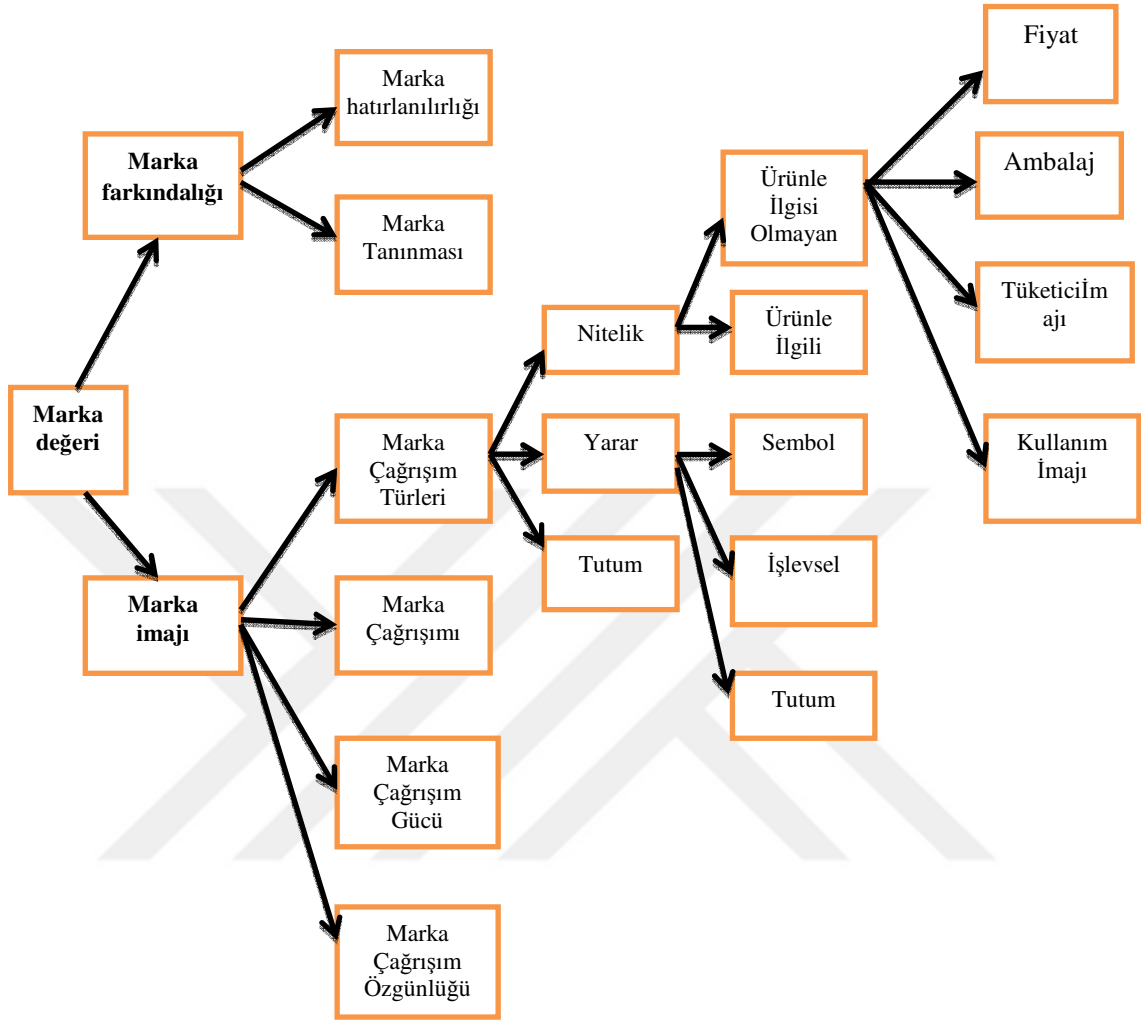 Marka
değeri
Marka
farkındalığı
Marka
imajı
Marka
hatırlanılırlığı
Marka
Tanınması
Marka
Çağrışım
Türleri
Marka
Çağrışımı
Marka
Çağrışım
Gücü
Marka
Çağrışım
Özgünlüğü
Nitelik
Yarar
Tutum
Ürünle
İlgisi
Olmayan
Ürünle
İlgili
Sembol
İşlevsel
Tutum
Fiyat
Ambalaj
Tüketiciİm
ajı
Kullanım
İmajı